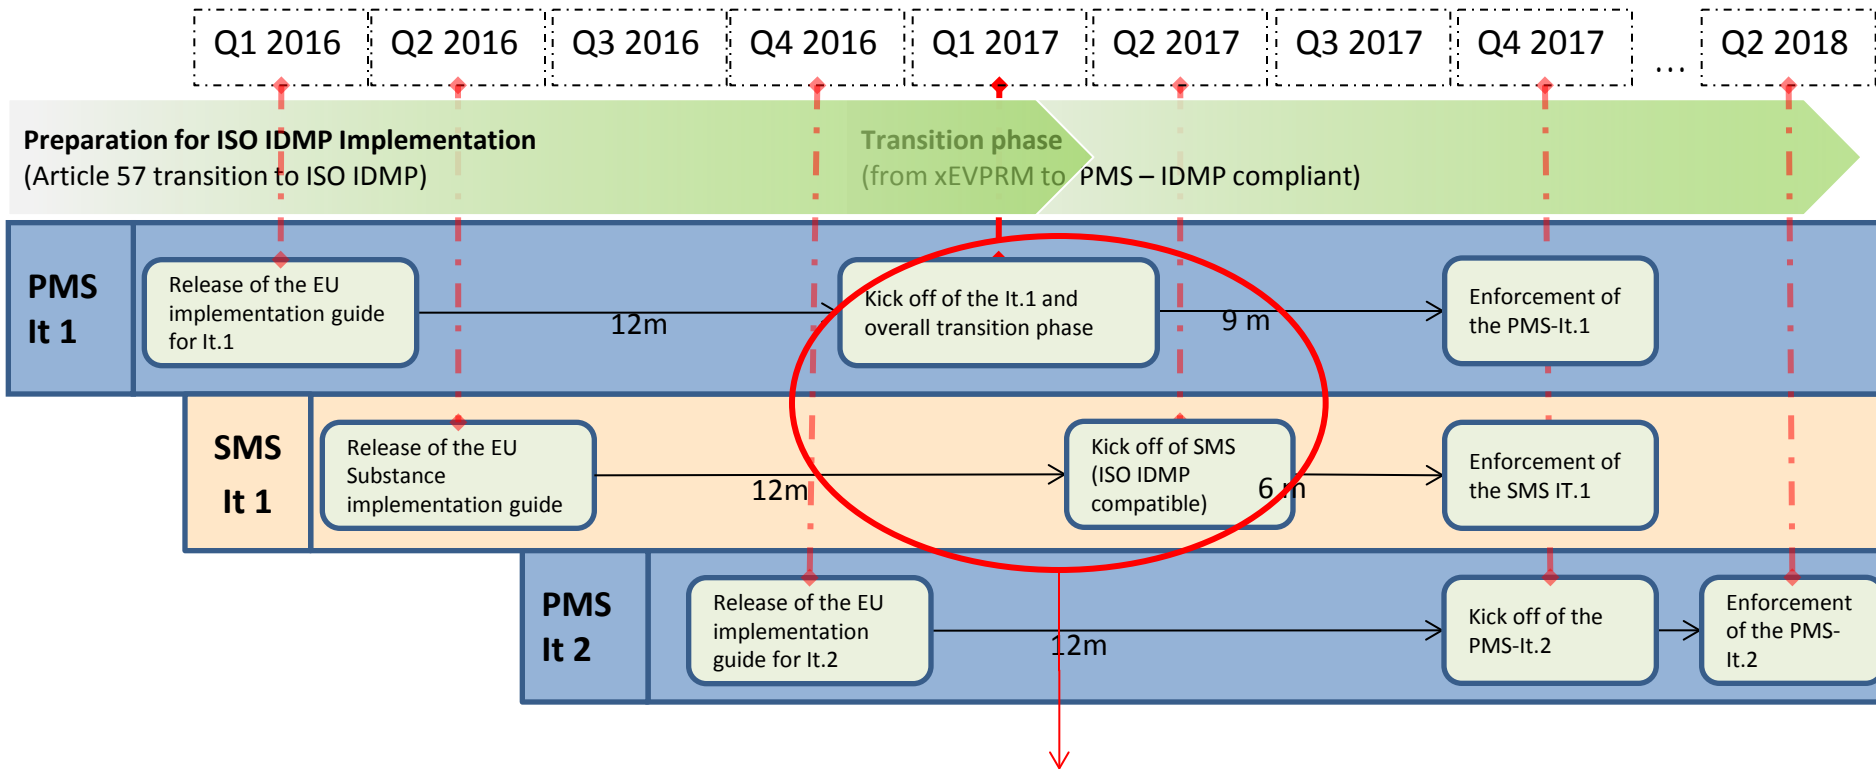 Q1 2016
Q2 2016
Q3 2016
Q4 2016
Q1 2017
Q2 2017
Q3 2017
Q4 2017
...
Q2 2018
Preparation for ISO IDMP Implementation
(Article 57 transition to ISO IDMP)
Transition phase
(from xEVPRM to PMS – IDMP compliant)
PMS
It 1
Release of the EU
implementation guide
for It.1
12m
Kick off of the It.1 and
overall transition phase
9 m
Enforcement of
the PMS-It.1
SMS
It 1
Release of the EU
Substance
implementation guide
12m
Kick off of SMS
(ISO IDMP
compatible)
6 m
Enforcement of
the SMS IT.1
PMS
It 2
Release of the EU
implementation
guide for It.2
12m
Kick off of the
PMS-It.2
Enforcement
of the PMS-
It.2